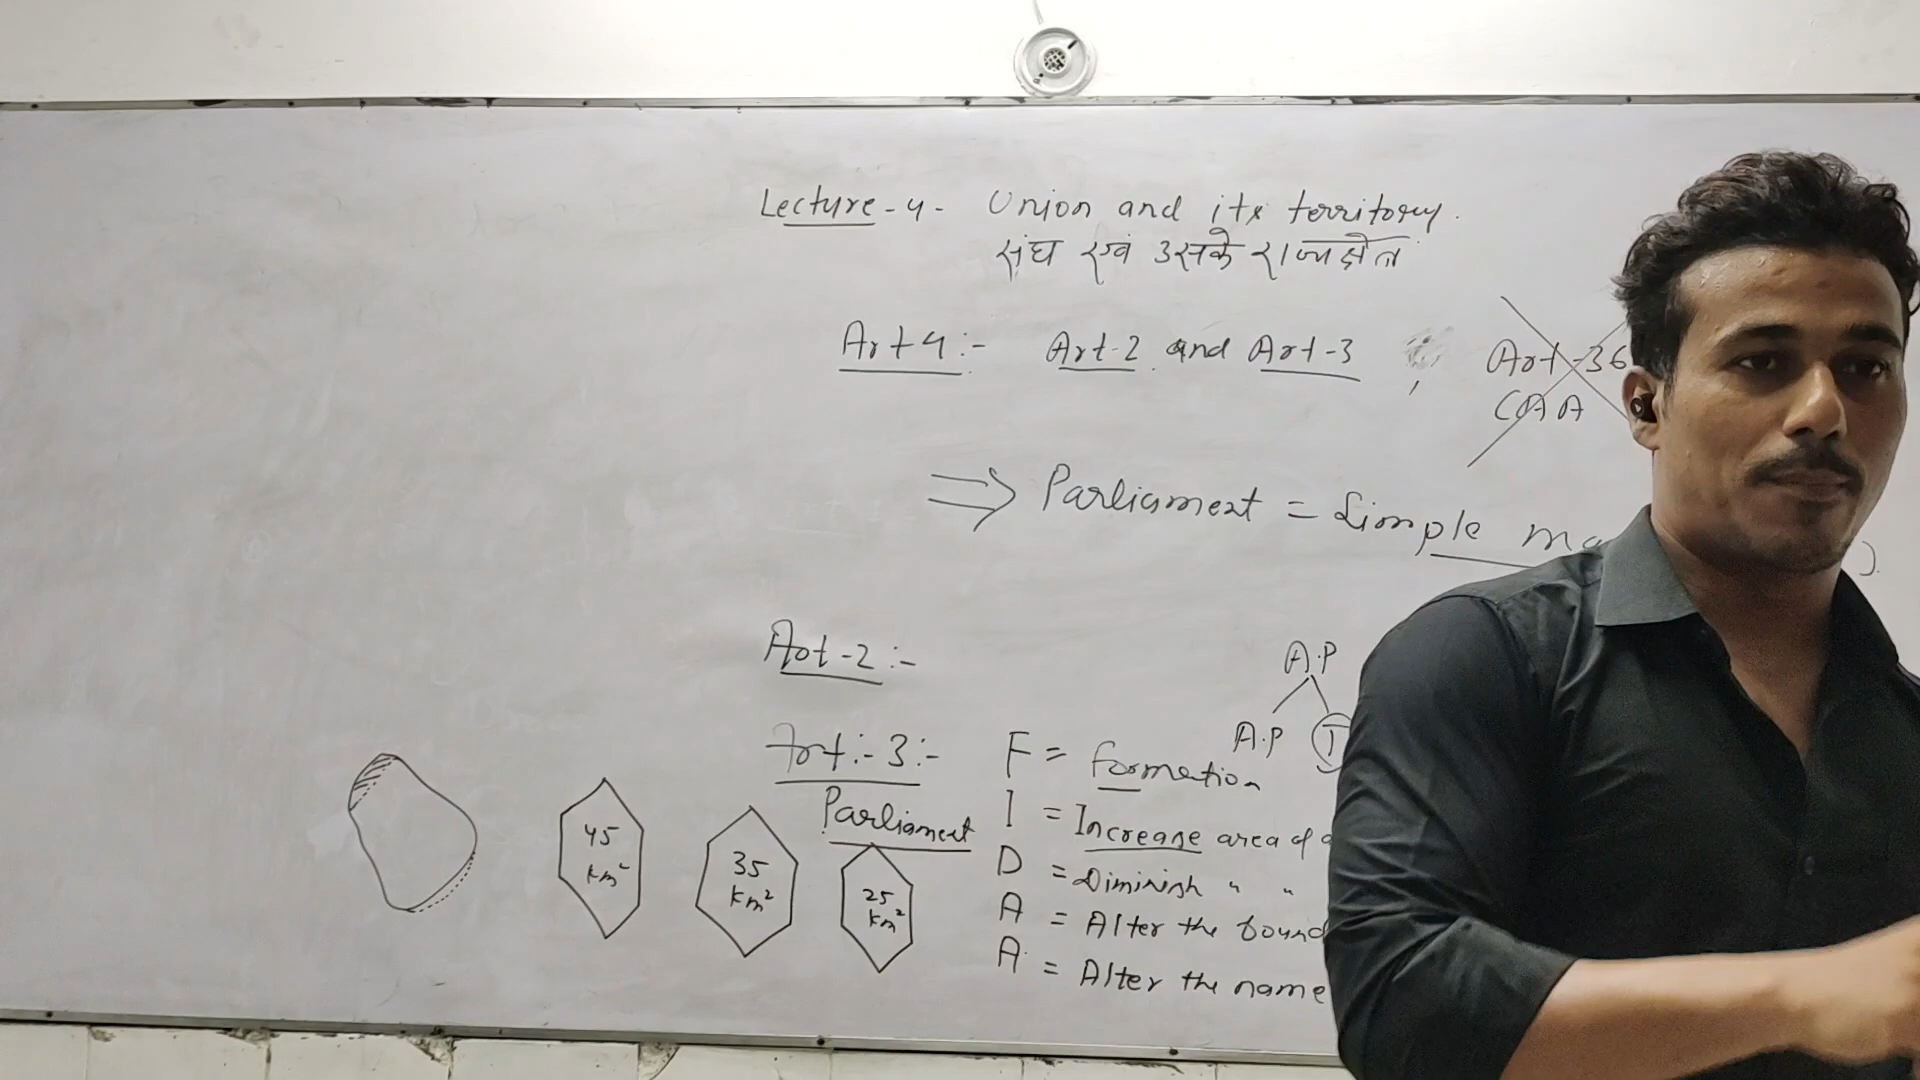 Lecture-4- Union and its territory.
संघ एवं उसके राज्यक्षेत्र
Art 4:- Art-2 and Art-3 ,
Art-36
CAA
⇒ Parliament = Simple ma
Art-2:-
A.P
A.P T
Art:-3:- F = formation
Parliament I = Increase area of a
D = Diminish " "
A = Alter the bound
A = Alter the name
45
km²
35
km²
25
km²